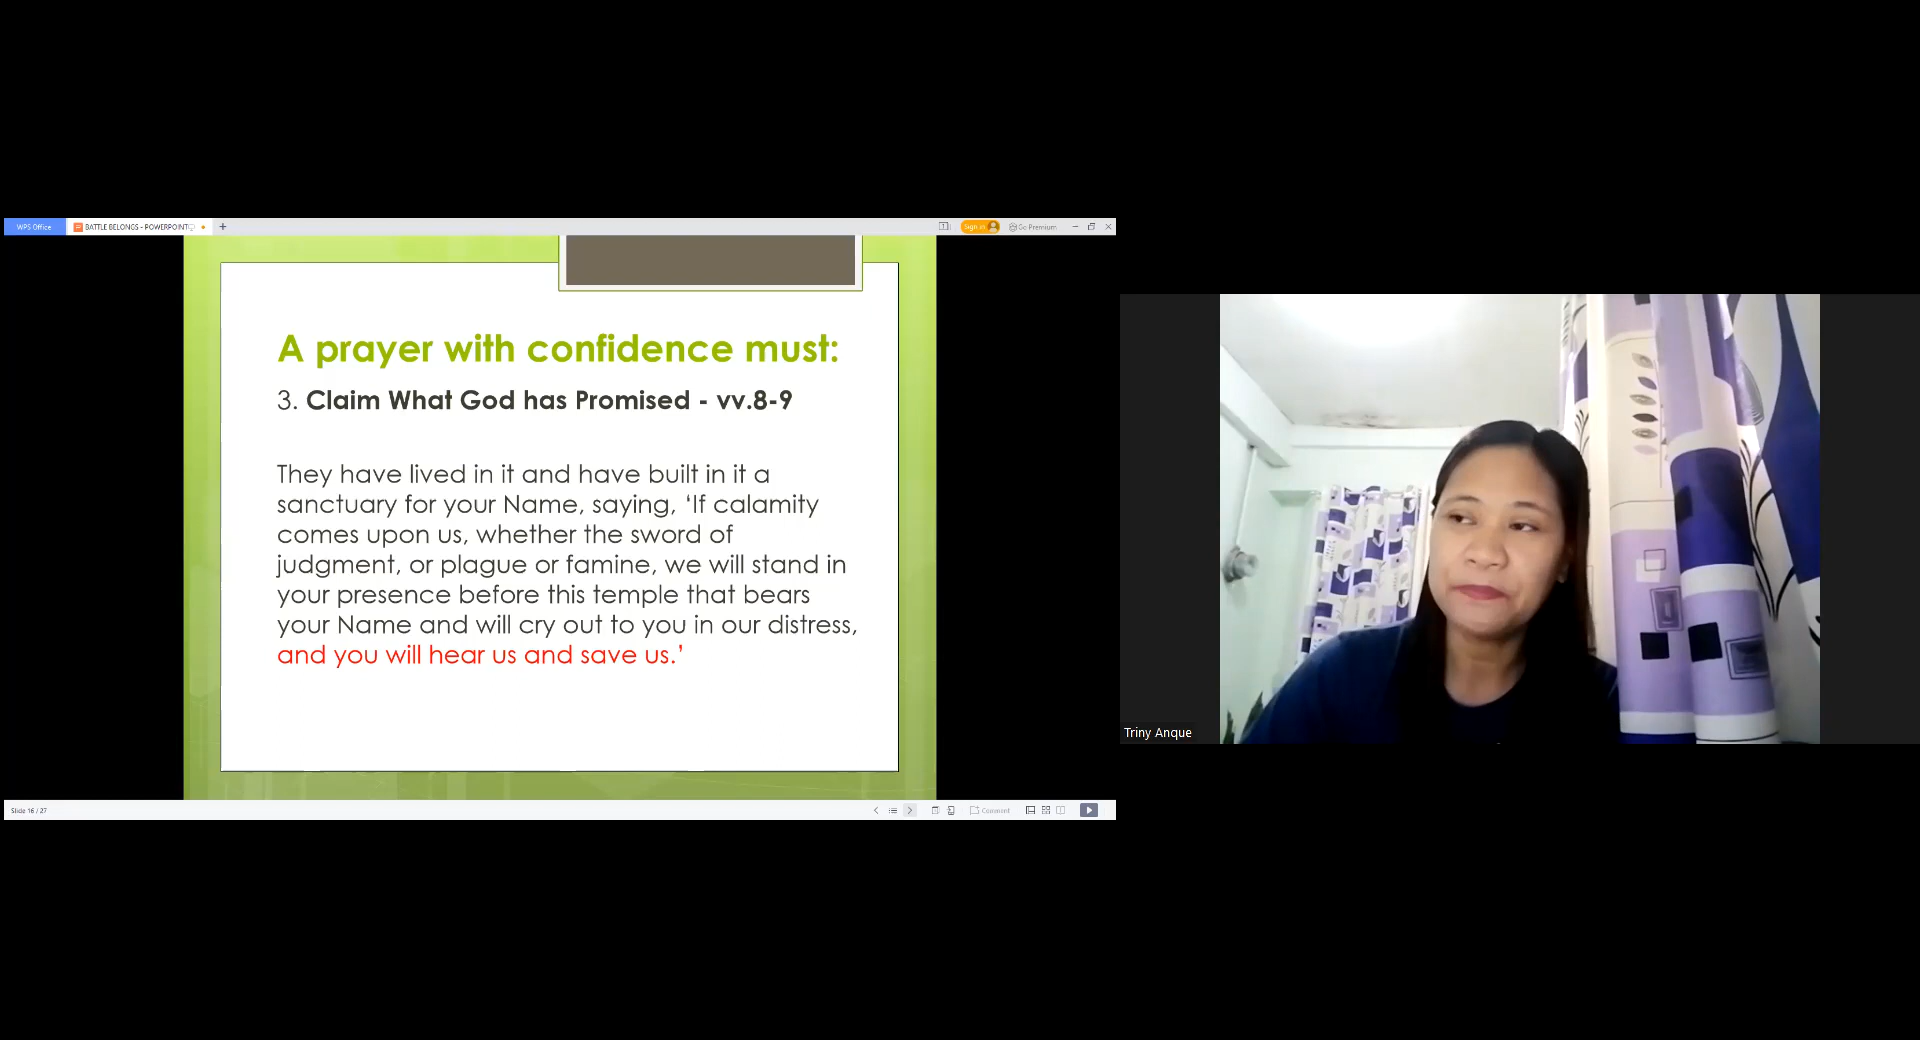 WPS Office
BATTLE BELONGS - POWERPOINT
Sign in
Go Premium
A prayer with confidence must:
3. Claim What God has Promised - vv.8-9
They have lived in it and have built in it a
sanctuary for your Name, saying, ‘If calamity
comes upon us, whether the sword of
judgment, or plague or famine, we will stand in
your presence before this temple that bears
your Name and will cry out to you in our distress,
and you will hear us and save us.’
Slide 16 / 27
Comment
Triny Anque